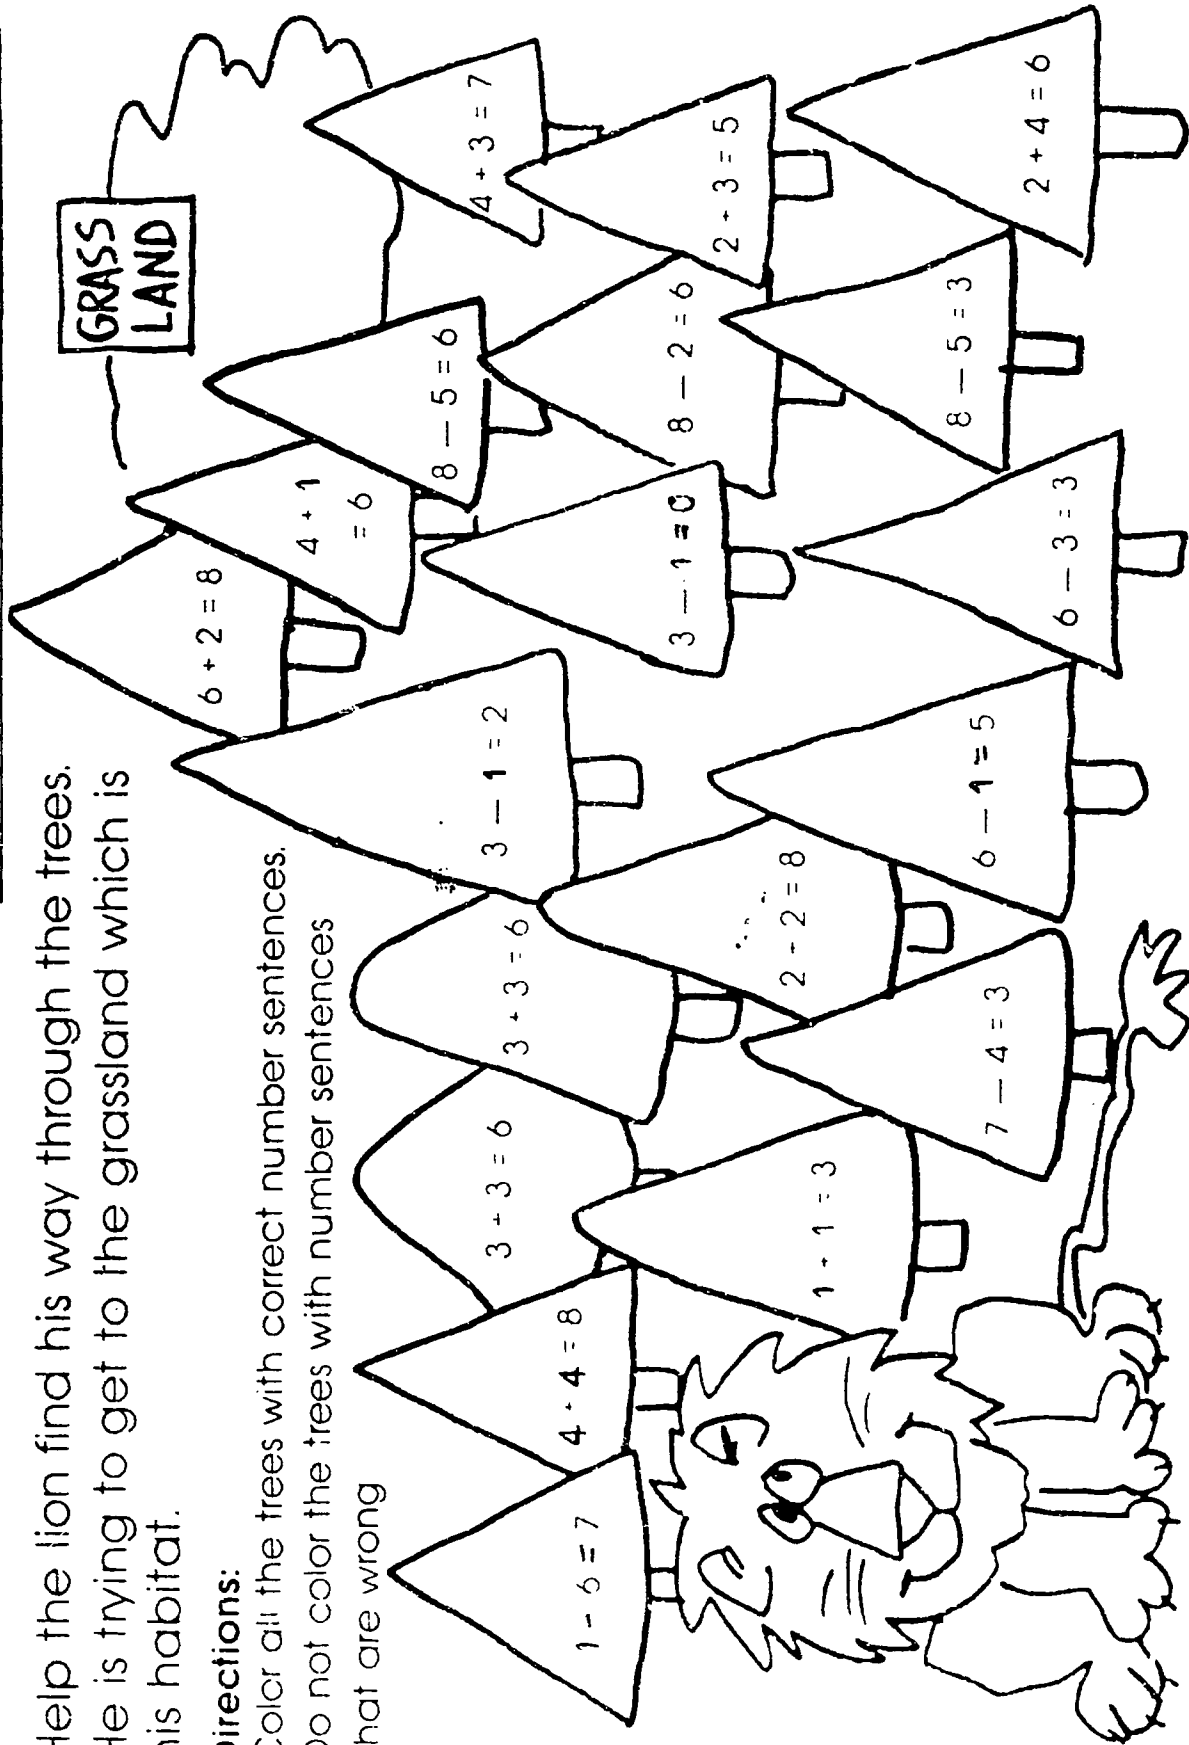 Help the lion find his way through the trees.
He is trying to get to the grassland which is
his habitat.
Directions:
Color all the trees with correct number sentences.
Do not color the trees with number sentences
that are wrong
GRASS
LAND
6 + 2 = 8
4 + 1
= 6
8 — 5 = 6
4 + 3 = 7
3 — 1 = 2
3 + 3 = 6
3 + 3 = 6
4 + 4 = 8
1 - 6 = 7
3 — 1 = 0
8 — 2 = 6
2 + 3 = 5
1 + 1 = 3
2 + 2 = 8
7 — 4 = 3
6 — 1 = 5
6 — 3 = 3
8 — 5 = 3
2 + 4 = 6